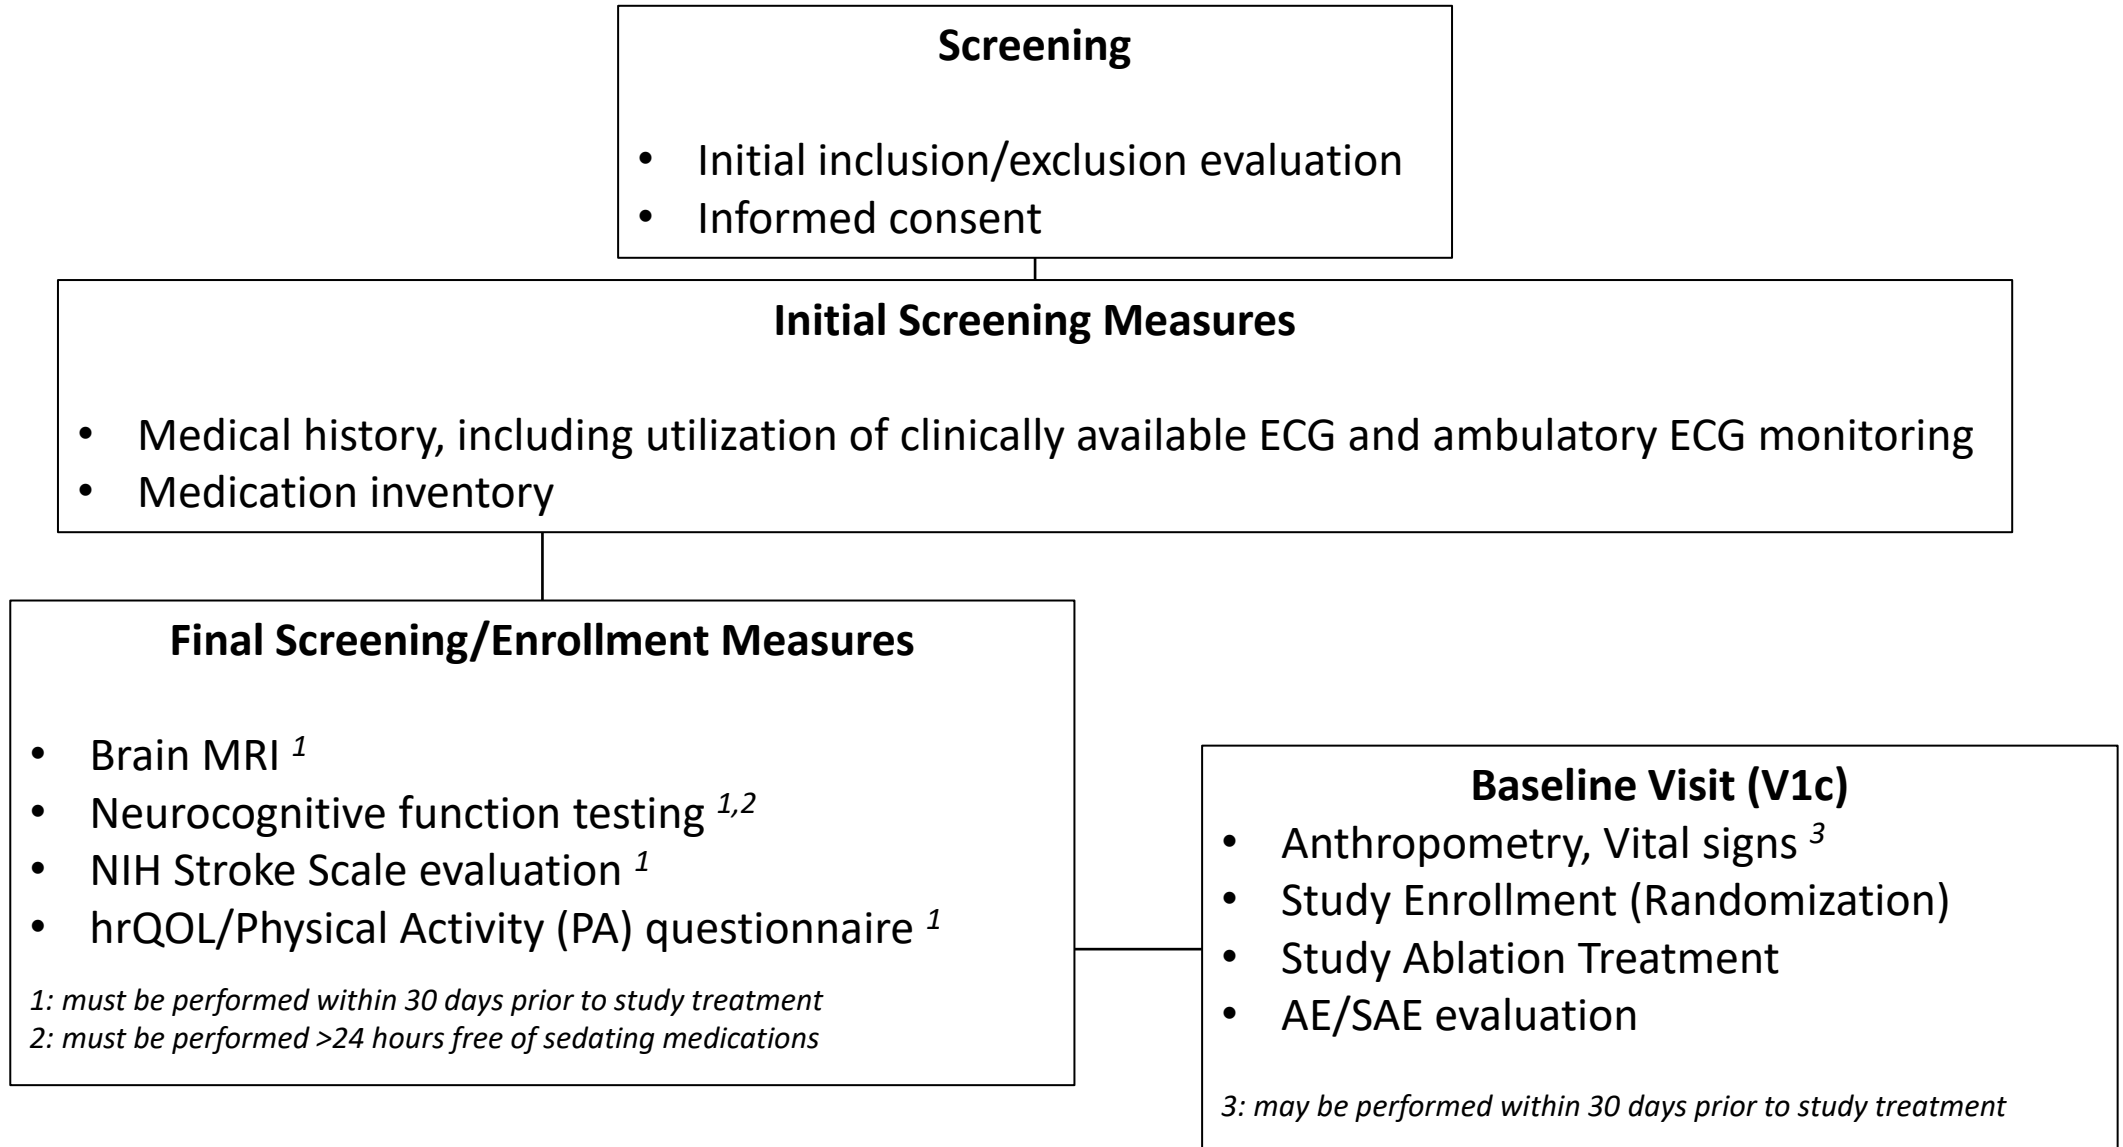 Screening
• Initial inclusion/exclusion evaluation
• Informed consent
Initial Screening Measures
• Medical history, including utilization of clinically available ECG and ambulatory ECG monitoring
• Medication inventory
Final Screening/Enrollment Measures
• Brain MRI 1
• Neurocognitive function testing 1,2
• NIH Stroke Scale evaluation 1
• hrQOL/Physical Activity (PA) questionnaire 1
1: must be performed within 30 days prior to study treatment
2: must be performed >24 hours free of sedating medications
Baseline Visit (V1c)
• Anthropometry, Vital signs 3
• Study Enrollment (Randomization)
• Study Ablation Treatment
• AE/SAE evaluation
3: may be performed within 30 days prior to study treatment